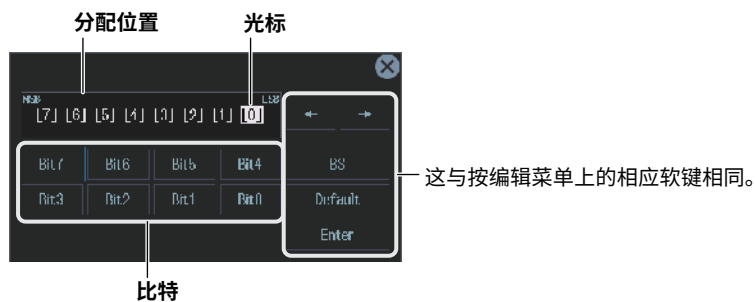 分配位置 光标
MSB LSB
[7] [6] [5] [4] [3] [2] [1] [0]
← →
Bit7 Bit6 Bit5 Bit4 BS
Bit3 Bit2 Bit1 Bit0 Default
Enter
这与按编辑菜单上的相应软键相同。
比特